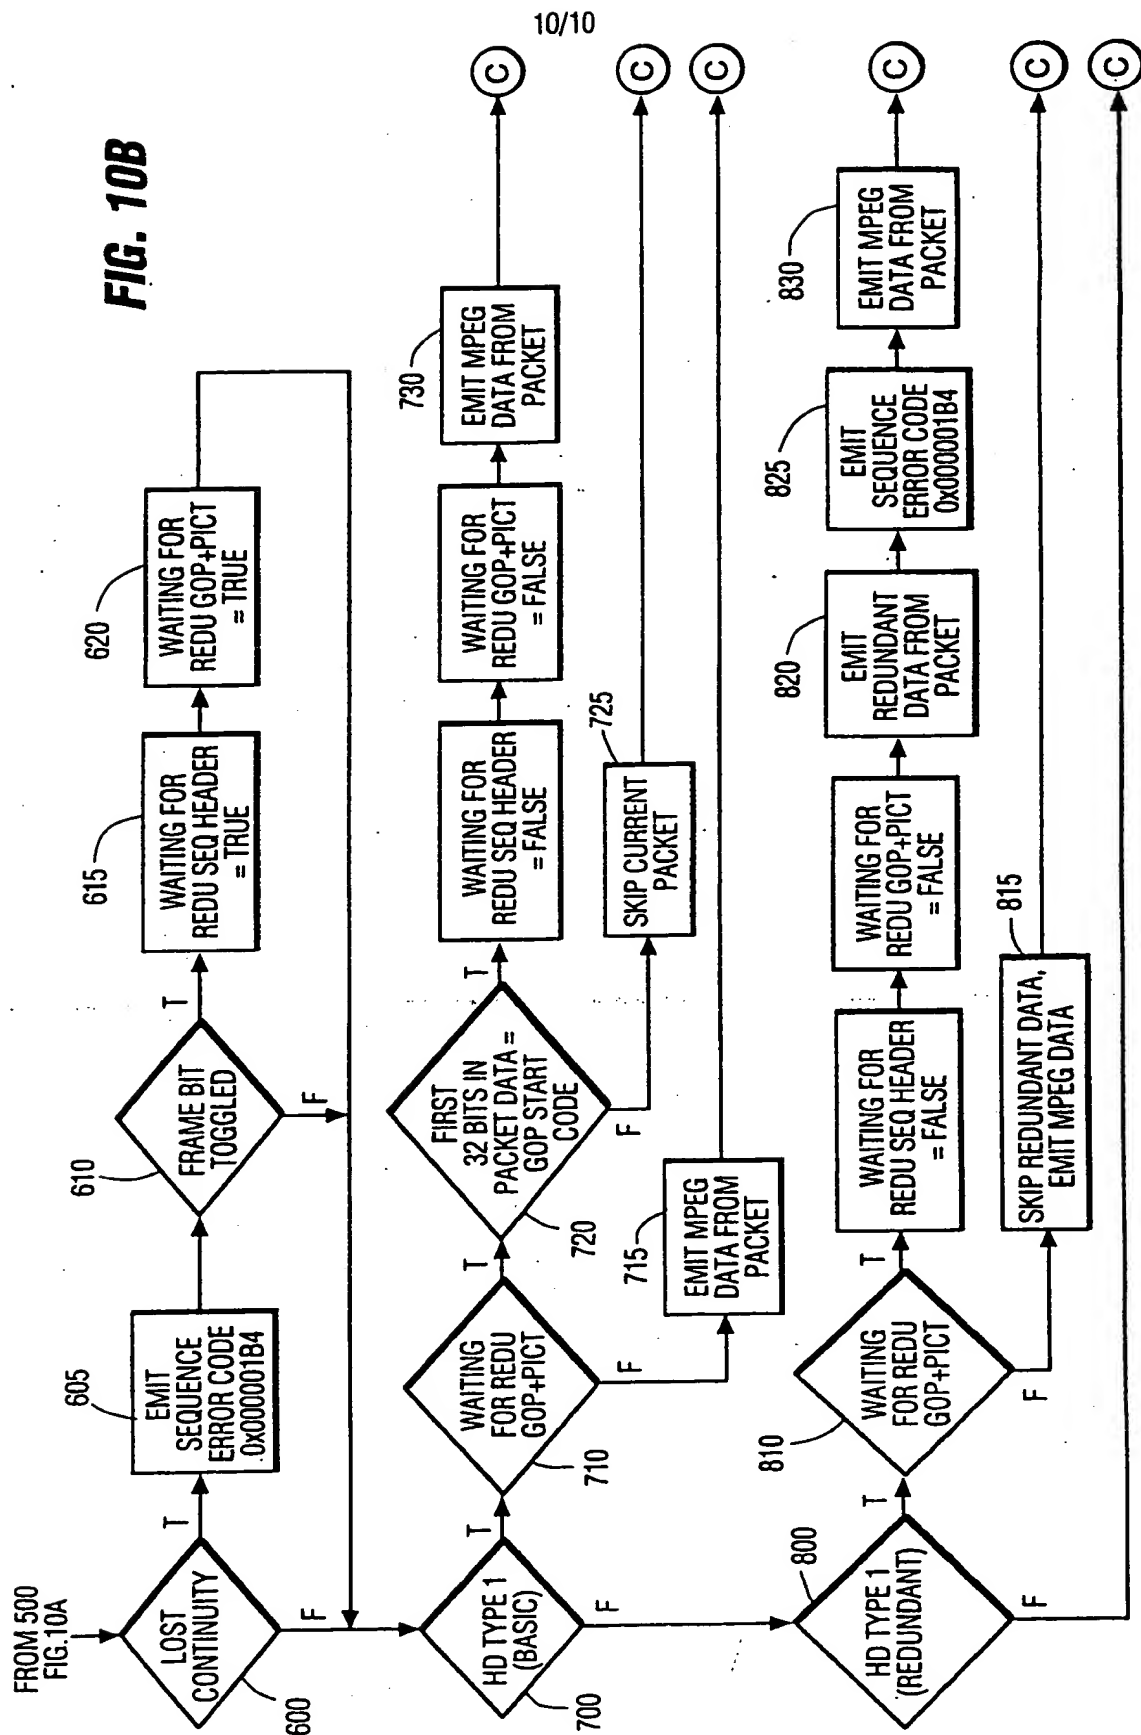 10/10
FIG. 10B
FROM 500
FIG.10A
LOST
CONTINUITY
600
T
F
605
EMIT
SEQUENCE
ERROR CODE
0x000001B4
610
FRAME BIT
TOGGLED
T
F
615
WAITING FOR
REDU SEQ HEADER
= TRUE
620
WAITING FOR
REDU GOP+PICT
= TRUE
HD TYPE 1
(BASIC)
700
T
F
WAITING
FOR REDU
GOP+PICT
710
T
F
715
EMIT MPEG
DATA FROM
PACKET
C
FIRST
32 BITS IN
PACKET DATA =
GOP START
CODE
720
T
F
725
SKIP CURRENT
PACKET
C
WAITING FOR
REDU SEQ HEADER
= FALSE
WAITING FOR
REDU GOP+PICT
= FALSE
730
EMIT MPEG
DATA FROM
PACKET
C
HD TYPE 1
(REDUNDANT)
800
T
F
C
WAITING
FOR REDU
GOP+PICT
810
T
F
815
SKIP REDUNDANT DATA,
EMIT MPEG DATA
C
WAITING FOR
REDU SEQ HEADER
= FALSE
WAITING FOR
REDU GOP+PICT
= FALSE
820
EMIT
REDUNDANT
DATA FROM
PACKET
825
EMIT
SEQUENCE
ERROR CODE
0x000001B4
830
EMIT MPEG
DATA FROM
PACKET
C